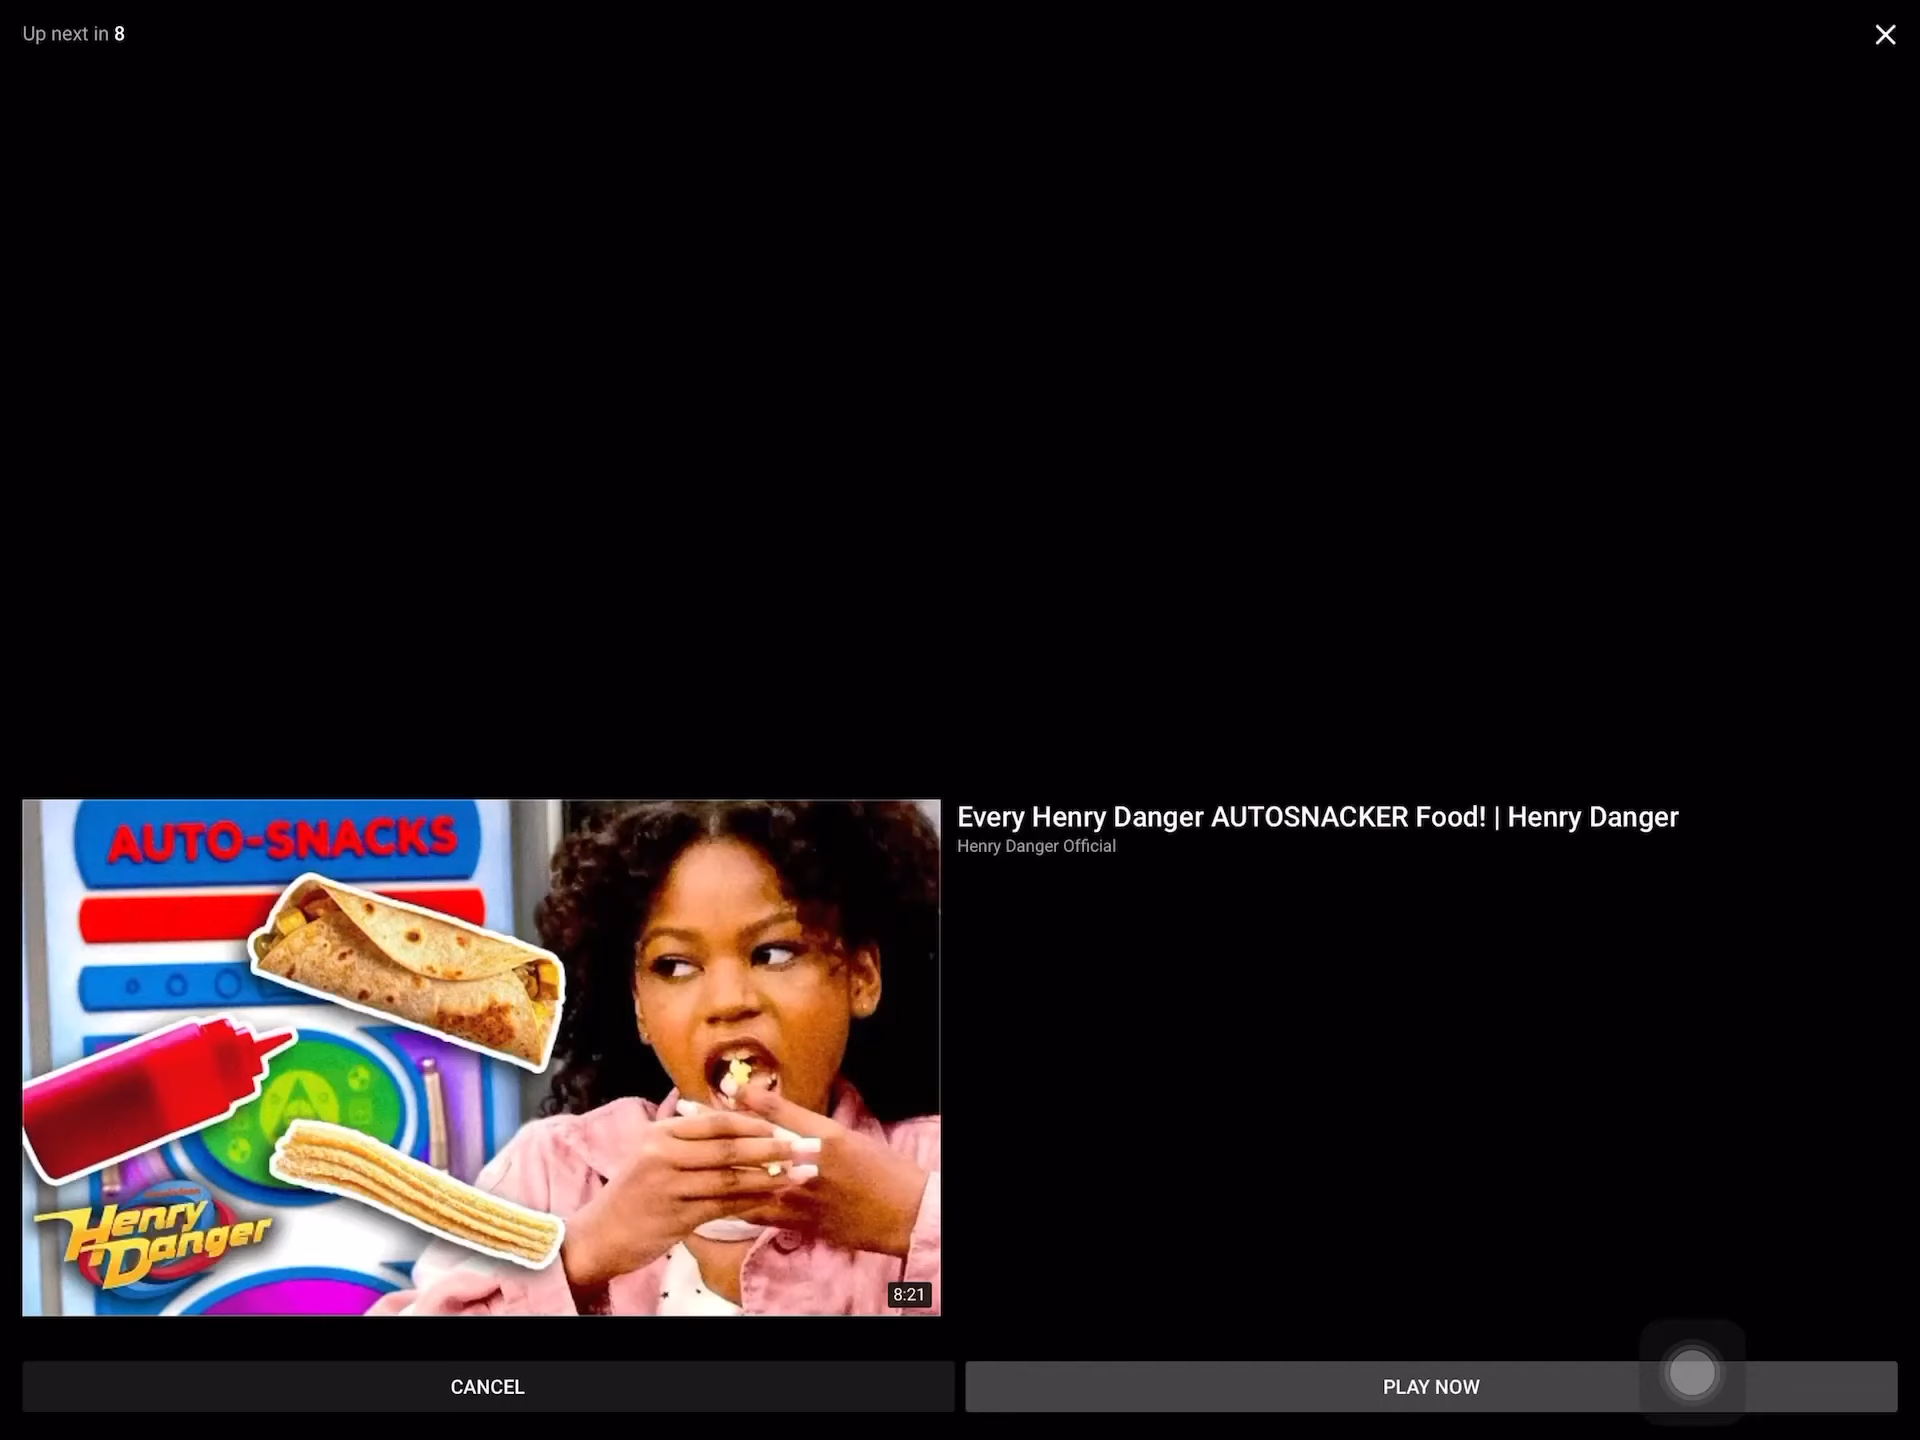 Up next in 8
AUTO-SNACKS
Every Henry Danger AUTOSNACKER Food! | Henry Danger
Henry Danger Official
Henry
Danger
8:21
CANCEL
PLAY NOW